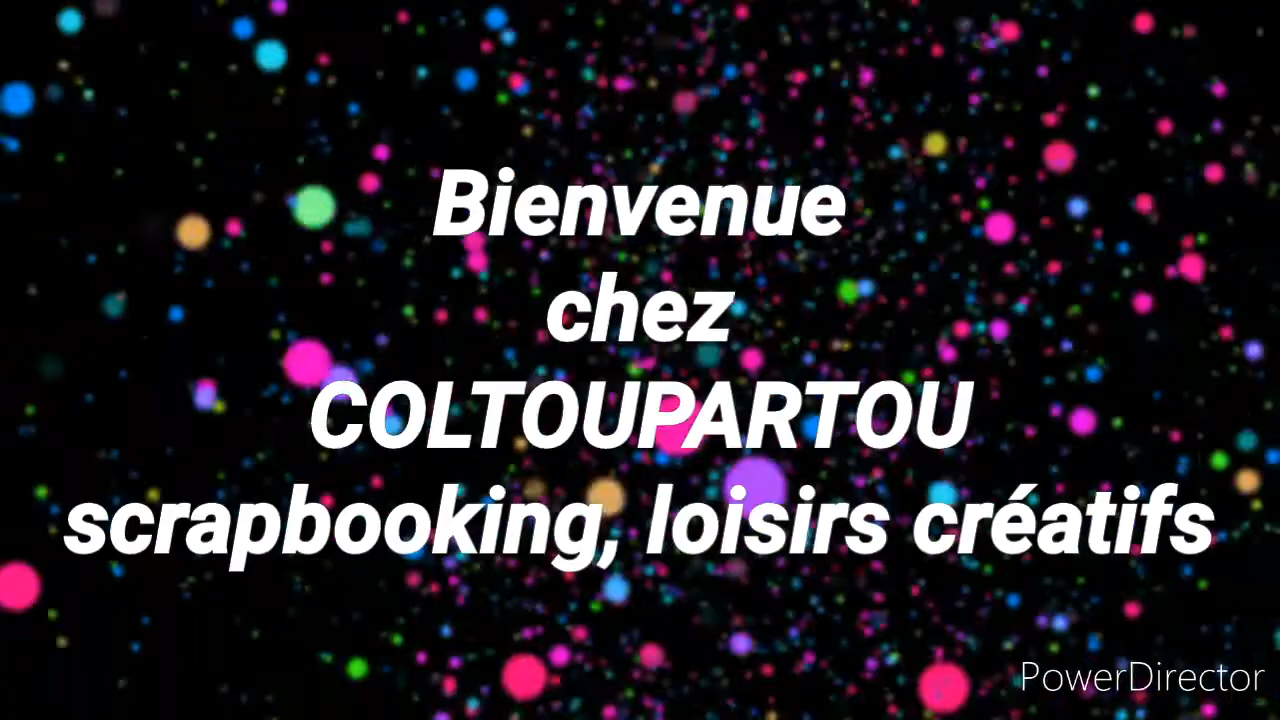 Bienvenue
chez
COLTOUPARTOU
scrapbooking, loisirs créatifs
PowerDirector